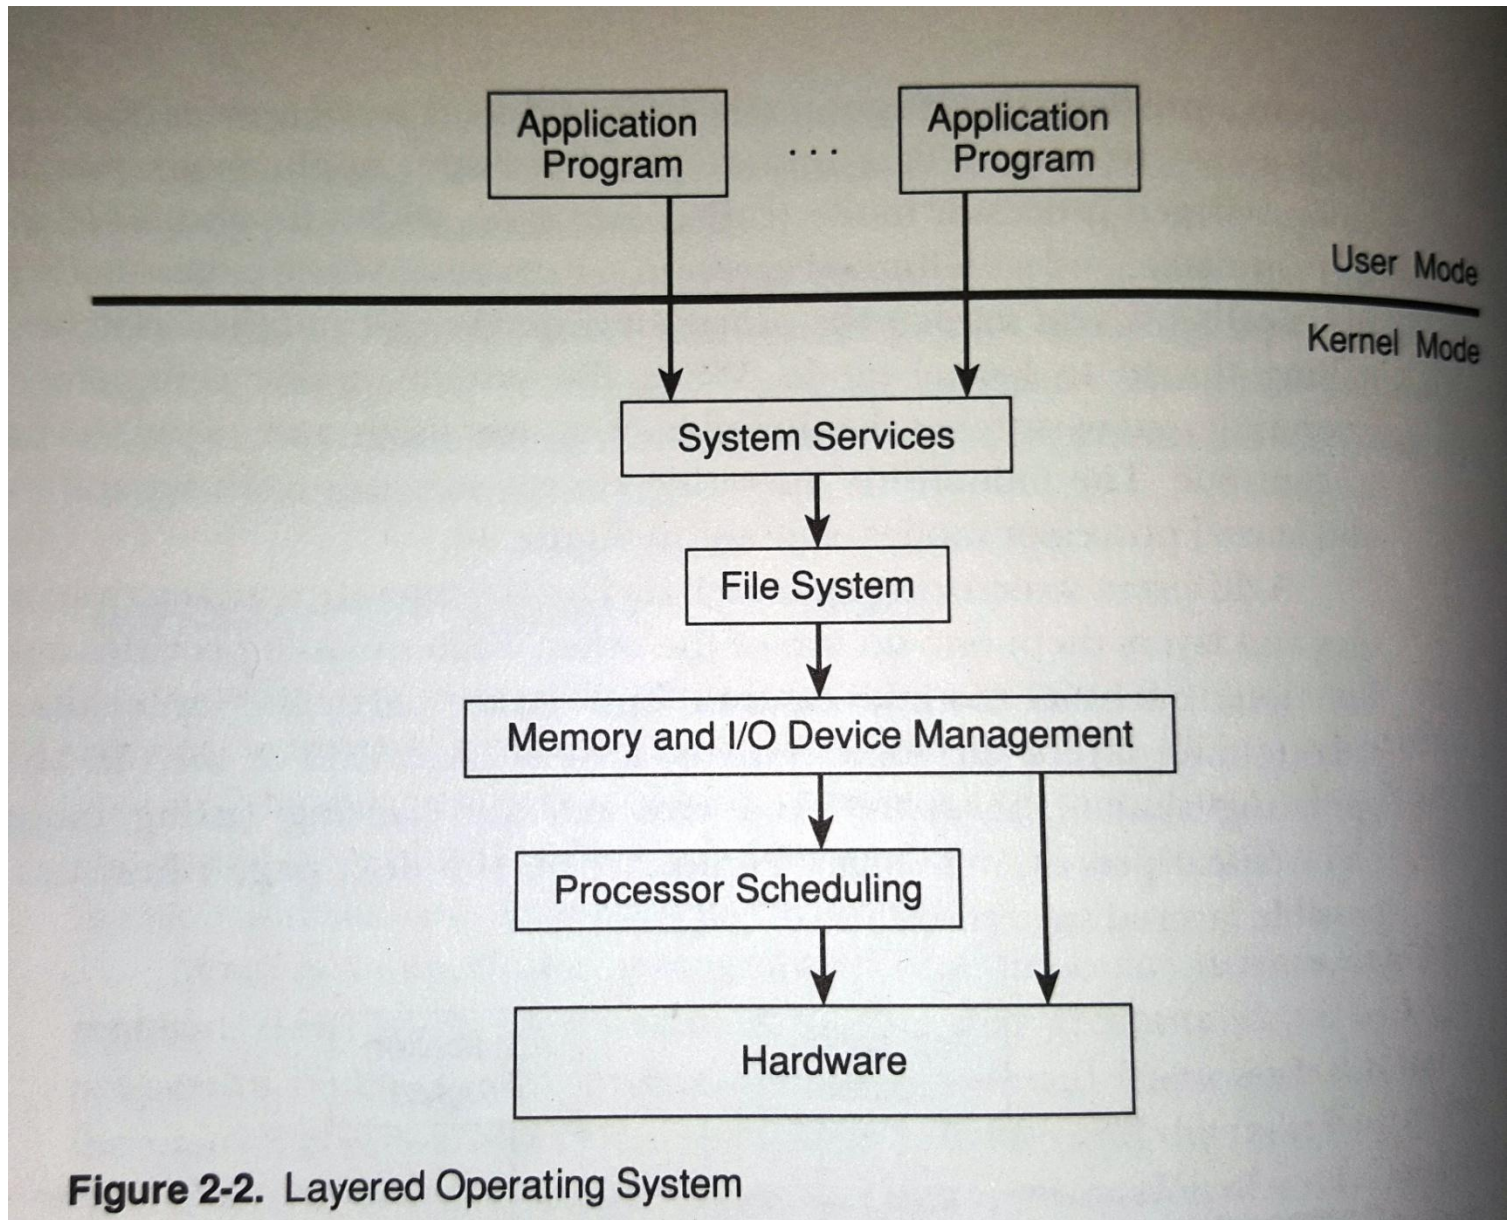 Application
Program
. . .
Application
Program
User Mode
Kernel Mode
System Services
File System
Memory and I/O Device Management
Processor Scheduling
Hardware
Figure 2-2. Layered Operating System